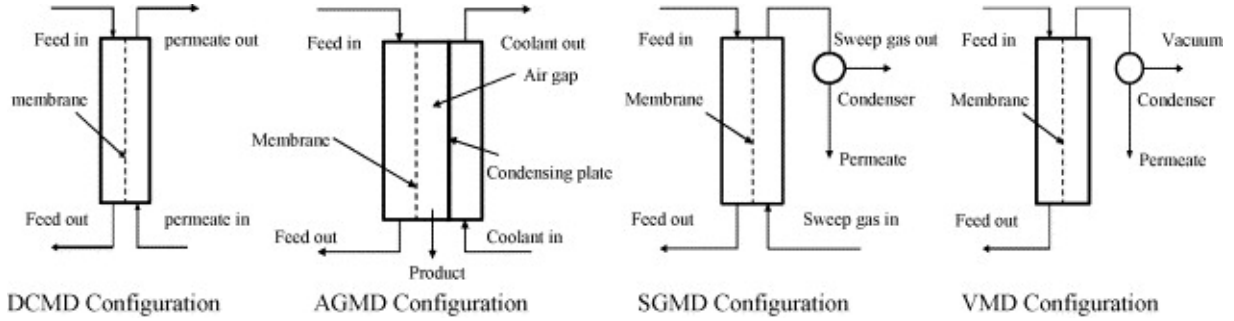 Feed in
permeate out
membrane
Feed out
permeate in
DCMD Configuration
Feed in
Coolant out
Air gap
Membrane
Condensing plate
Feed out
Coolant in
Product
AGMD Configuration
Feed in
Sweep gas out
Membrane
Condenser
Permeate
Feed out
Sweep gas in
SGMD Configuration
Feed in
Vacuum
Membrane
Condenser
Permeate
Feed out
VMD Configuration